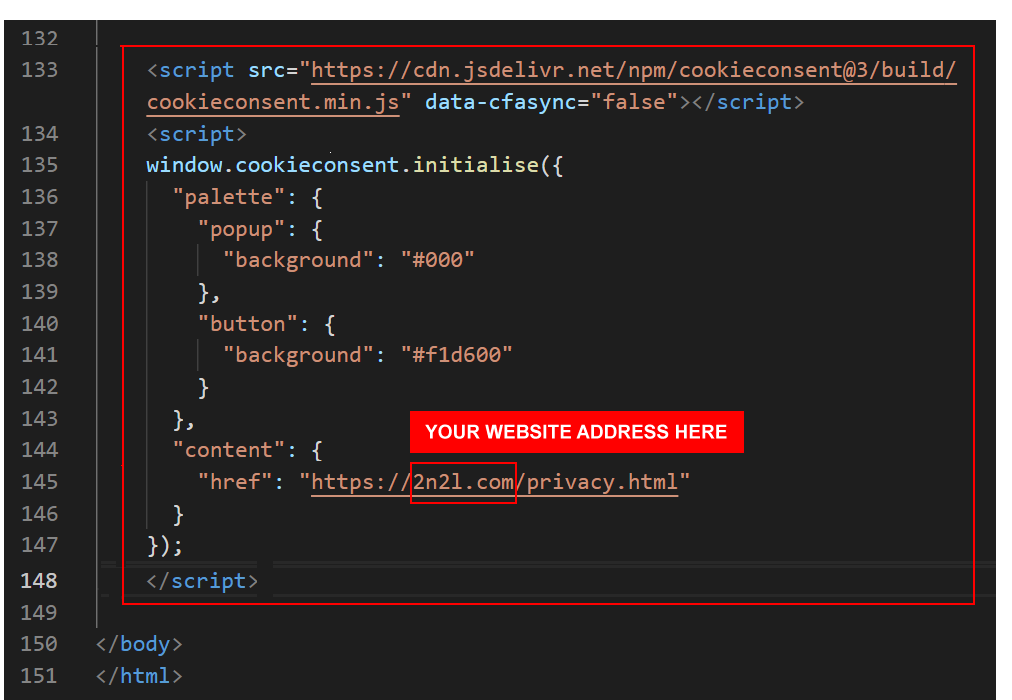 132
133 <script src="https://cdn.jsdelivr.net/npm/cookieconsent@3/build/
cookieconsent.min.js" data-cfasync="false"></script>
134 <script>
135 window.cookieconsent.initialise({
136 "palette": {
137 "popup": {
138 "background": "#000"
139 },
140 "button": {
141 "background": "#f1d600"
142 }
143 },
YOUR WEBSITE ADDRESS HERE
144 "content": {
145 "href": "https://2n2l.com/privacy.html"
146 }
147 });
148 </script>
149
150 </body>
151 </html>